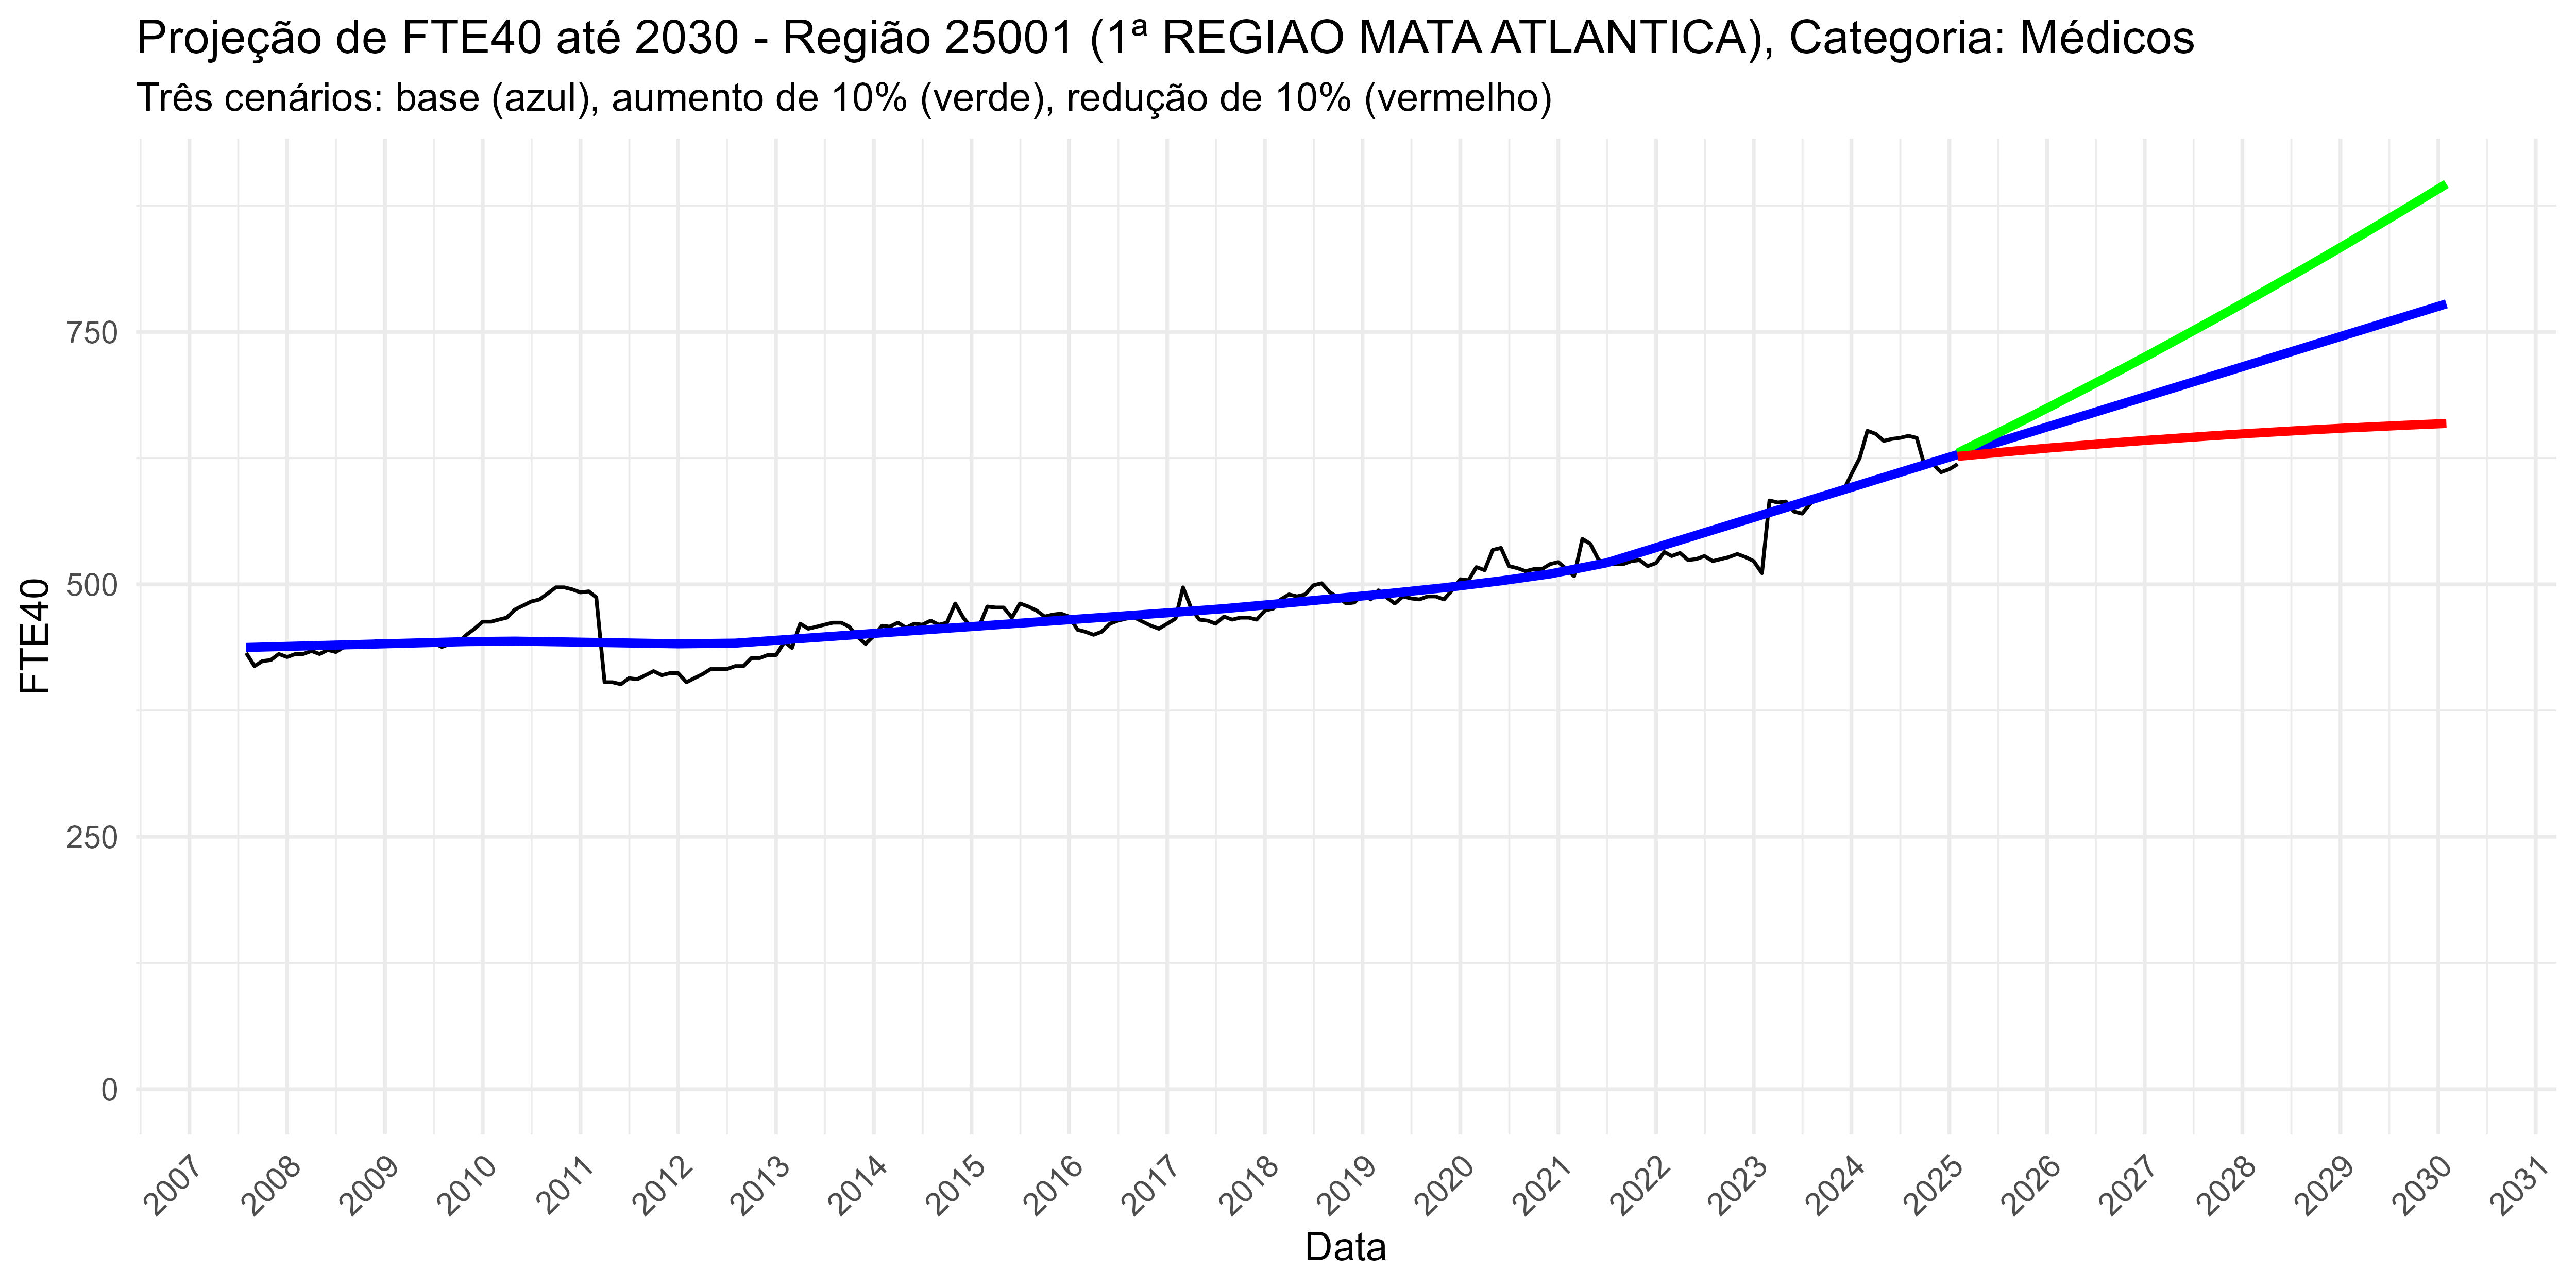 Projeção de FTE40 até 2030 - Região 25001 (1ª REGIAO MATA ATLANTICA), Categoria: Médicos
Três cenários: base (azul), aumento de 10% (verde), redução de 10% (vermelho)
FTE40
750
500
250
0
2007 2008 2009 2010 2011 2012 2013 2014 2015 2016 2017 2018 2019 2020 2021 2022 2023 2024 2025 2026 2027 2028 2029 2030 2031
Data